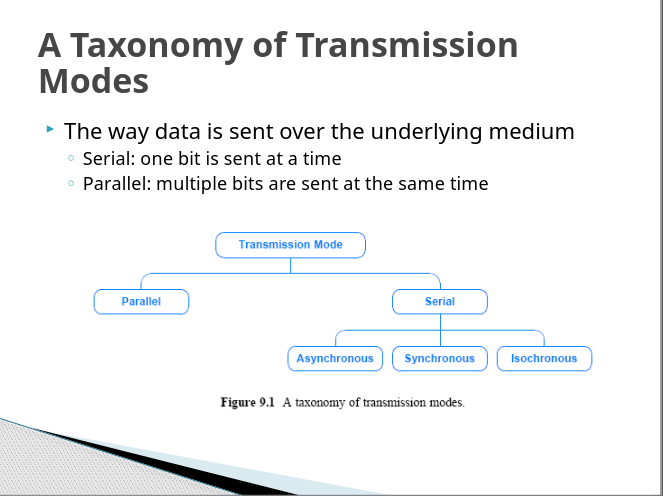 A Taxonomy of Transmission
Modes
The way data is sent over the underlying medium
Serial: one bit is sent at a time
Parallel: multiple bits are sent at the same time
Transmission Mode
Parallel
Serial
Asynchronous
Synchronous
Isochronous
Figure 9.1 A taxonomy of transmission modes.